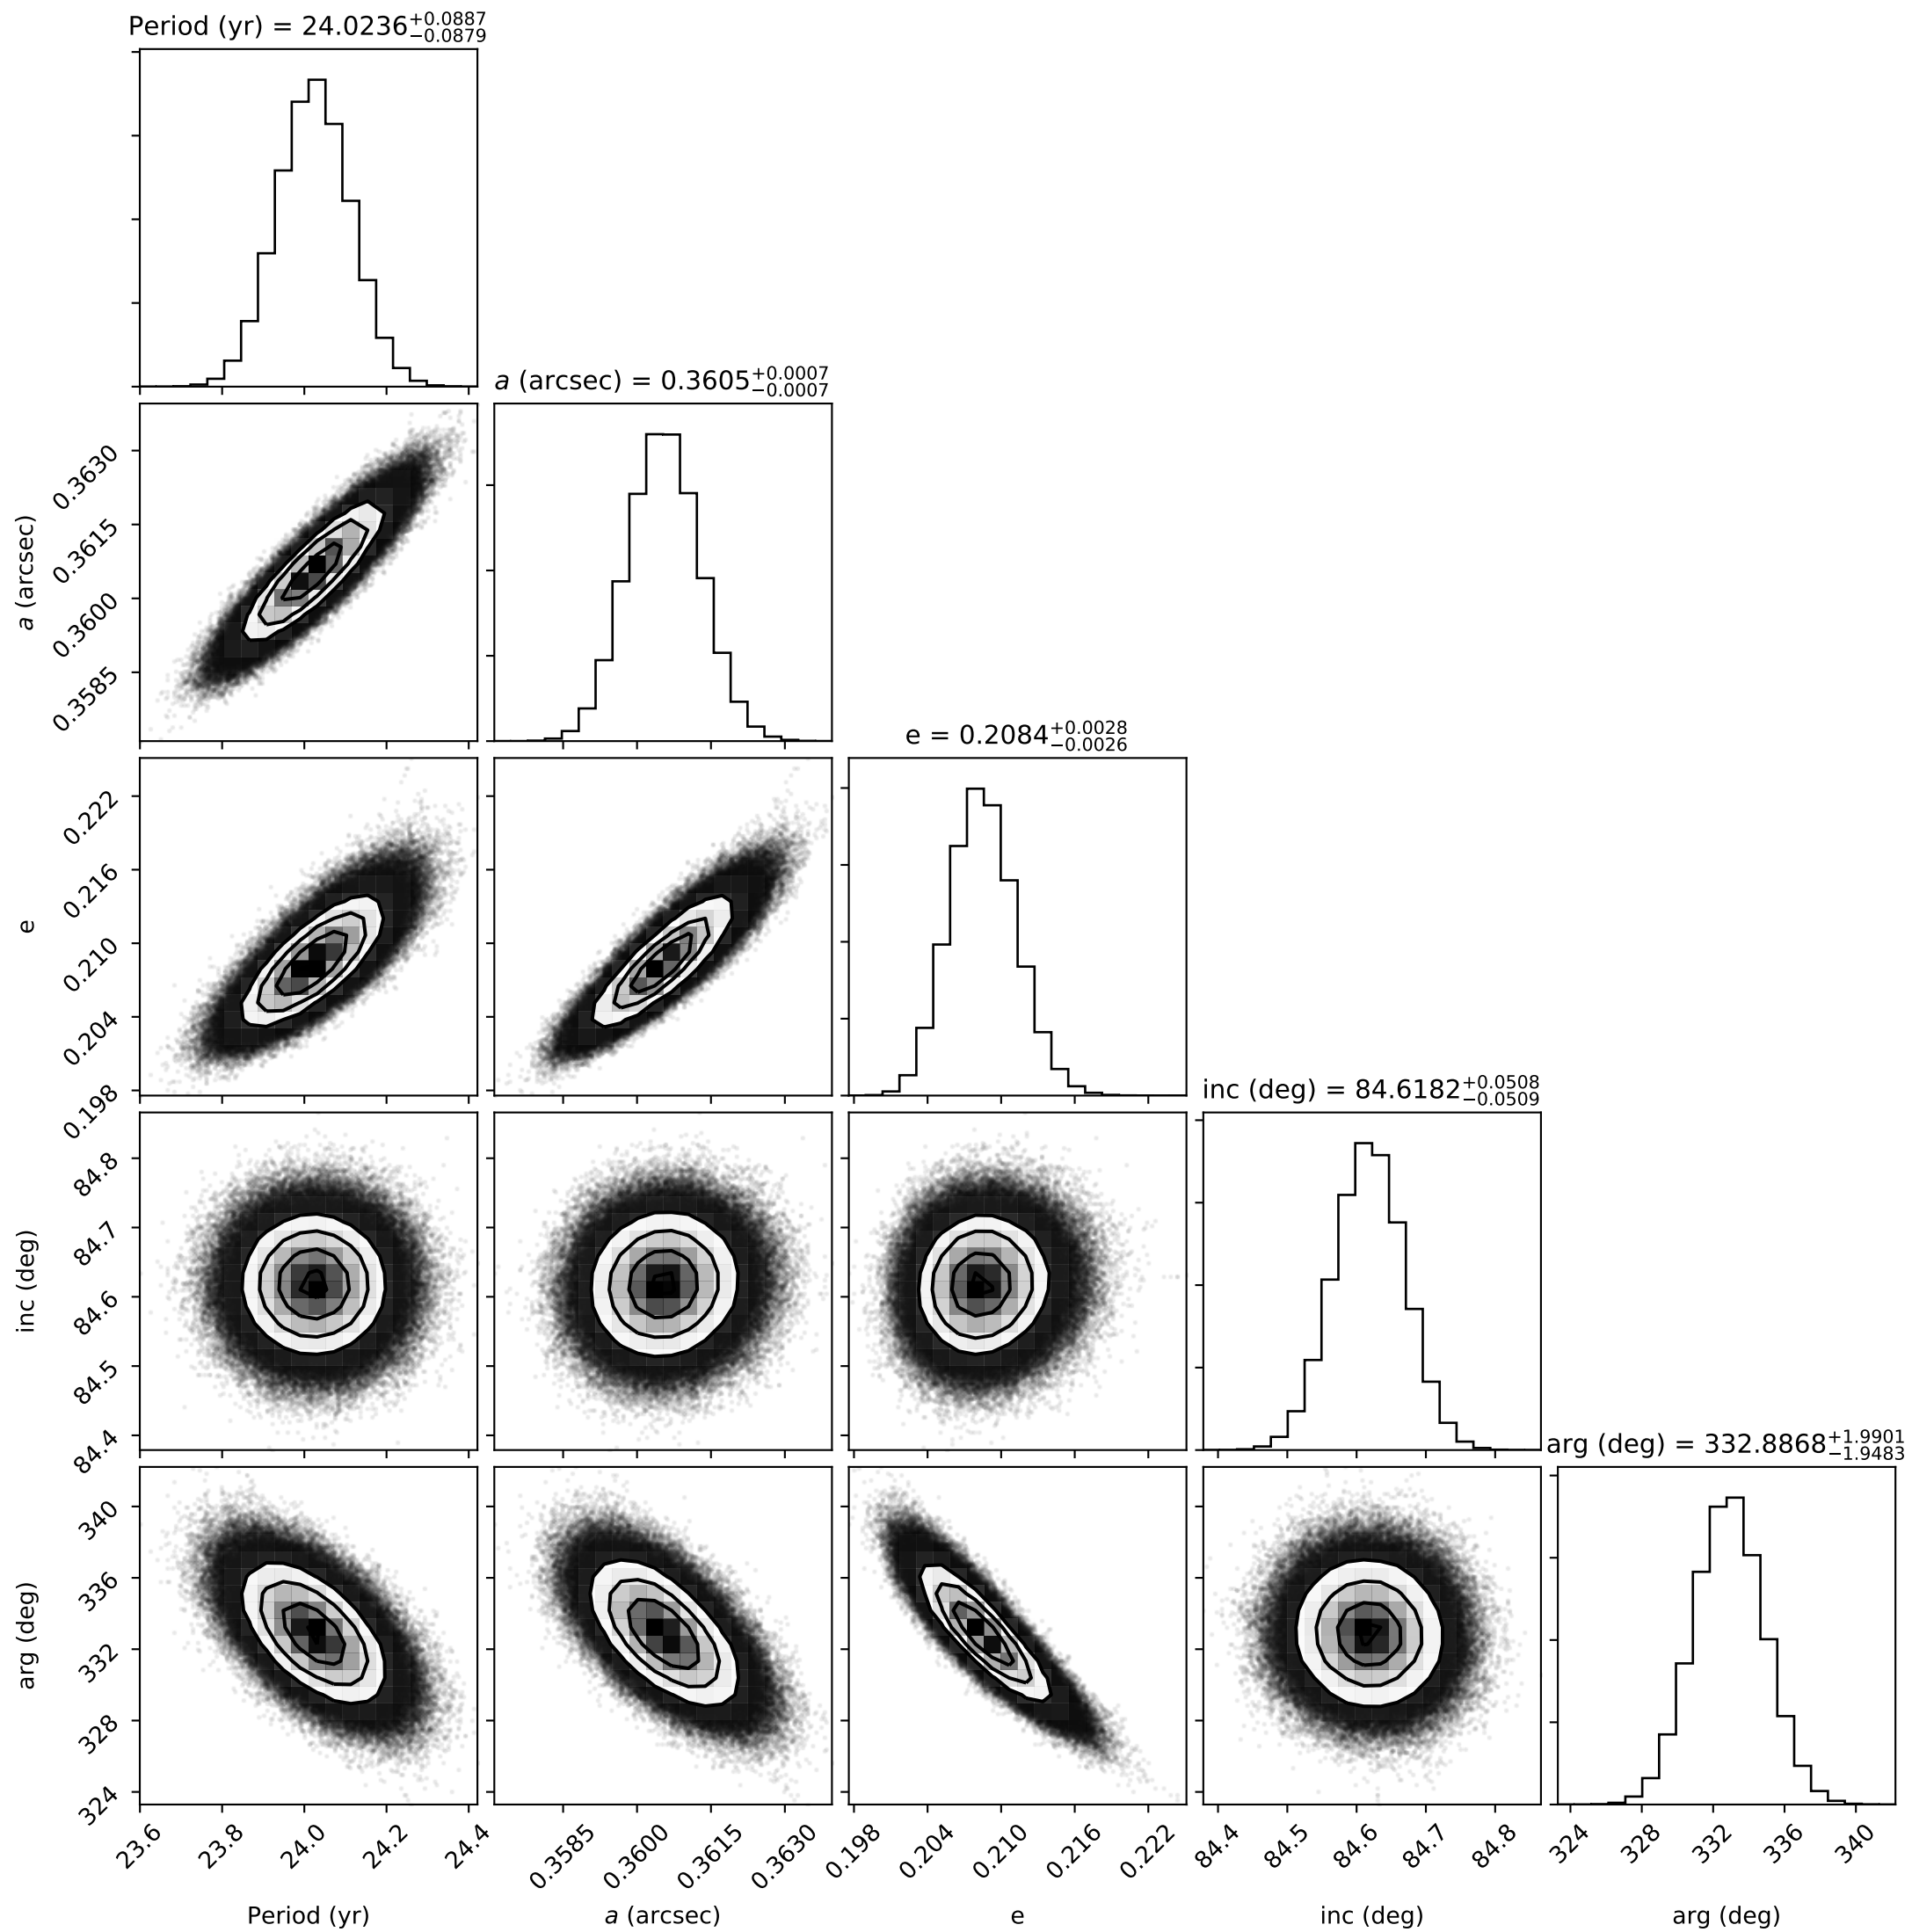 Period (yr) = 24.0236+0.0887 −0.0879
a (arcsec) = 0.3605+0.0007 −0.0007
0.3630
0.3615
0.3600
0.3585
a (arcsec)
e = 0.2084+0.0028 −0.0026
0.222
0.216
0.210
0.204
0.198
e
inc (deg) = 84.6182+0.0508 −0.0509
84.8
84.7
84.6
84.5
84.4
inc (deg)
arg (deg) = 332.8868+1.9901 −1.9483
340
336
332
328
324
arg (deg)
23.6 23.8 24.0 24.2 24.4 0.3585 0.3600 0.3615 0.3630 0.198 0.204 0.210 0.216 0.222 84.4 84.5 84.6 84.7 84.8 324 328 332 336 340
Period (yr) a (arcsec) e inc (deg) arg (deg)